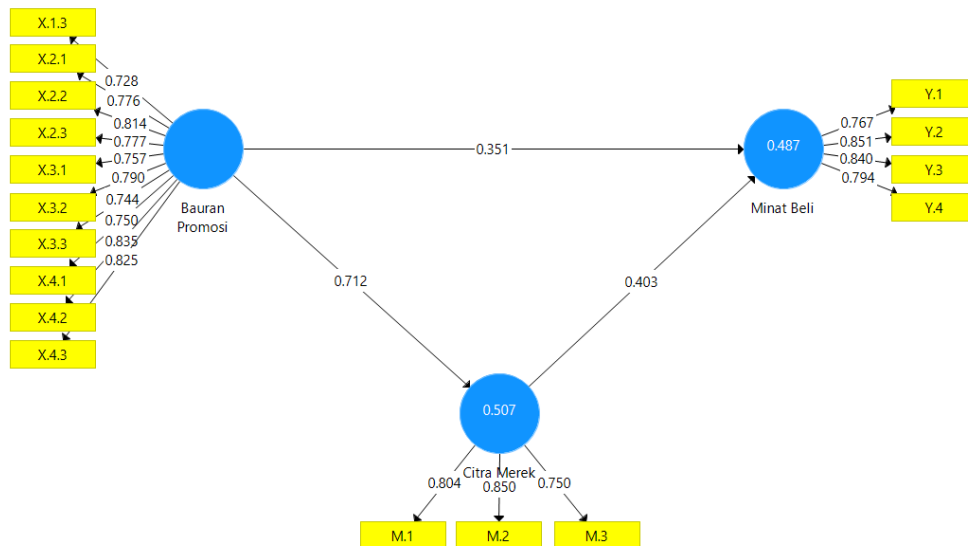 X.1.3
X.2.1
X.2.2
X.2.3
X.3.1
X.3.2
X.3.3
X.4.1
X.4.2
X.4.3
0.728
0.776
0.814
0.777
0.757
0.790
0.744
0.750
0.835
0.825
Bauran
Promosi
0.351
0.712
0.403
0.487
Minat Beli
0.767
0.851
0.840
0.794
Y.1
Y.2
Y.3
Y.4
0.507
Citra Merek
0.804
0.850
0.750
M.1
M.2
M.3